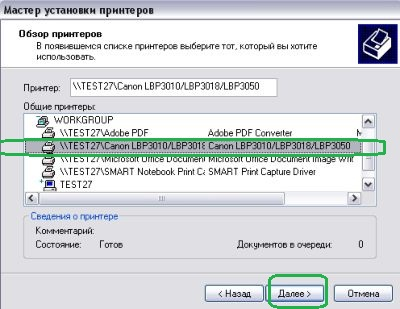 Мастер установки принтеров
Обзор принтеров
В появившемся списке принтеров выберите тот, который вы хотите
использовать.
Принтер: \\TEST27\Canon LBP3010/LBP3018/LBP3050
Общие принтеры:
WORKGROUP
\\TEST27\Adobe PDF Adobe PDF Converter
\\TEST27\Canon LBP3010/LBP3018 Canon LBP3010/LBP3018/LBP3050
\\TEST27\Microsoft Office Document Microsoft Office Document Image Writ
\\TEST27\SMART Notebook Print Ca SMART Print Capture Driver
TEST27
Сведения о принтере
Комментарий:
Состояние: Готов Документов в очереди: 0
< Назад Далее > Отмена